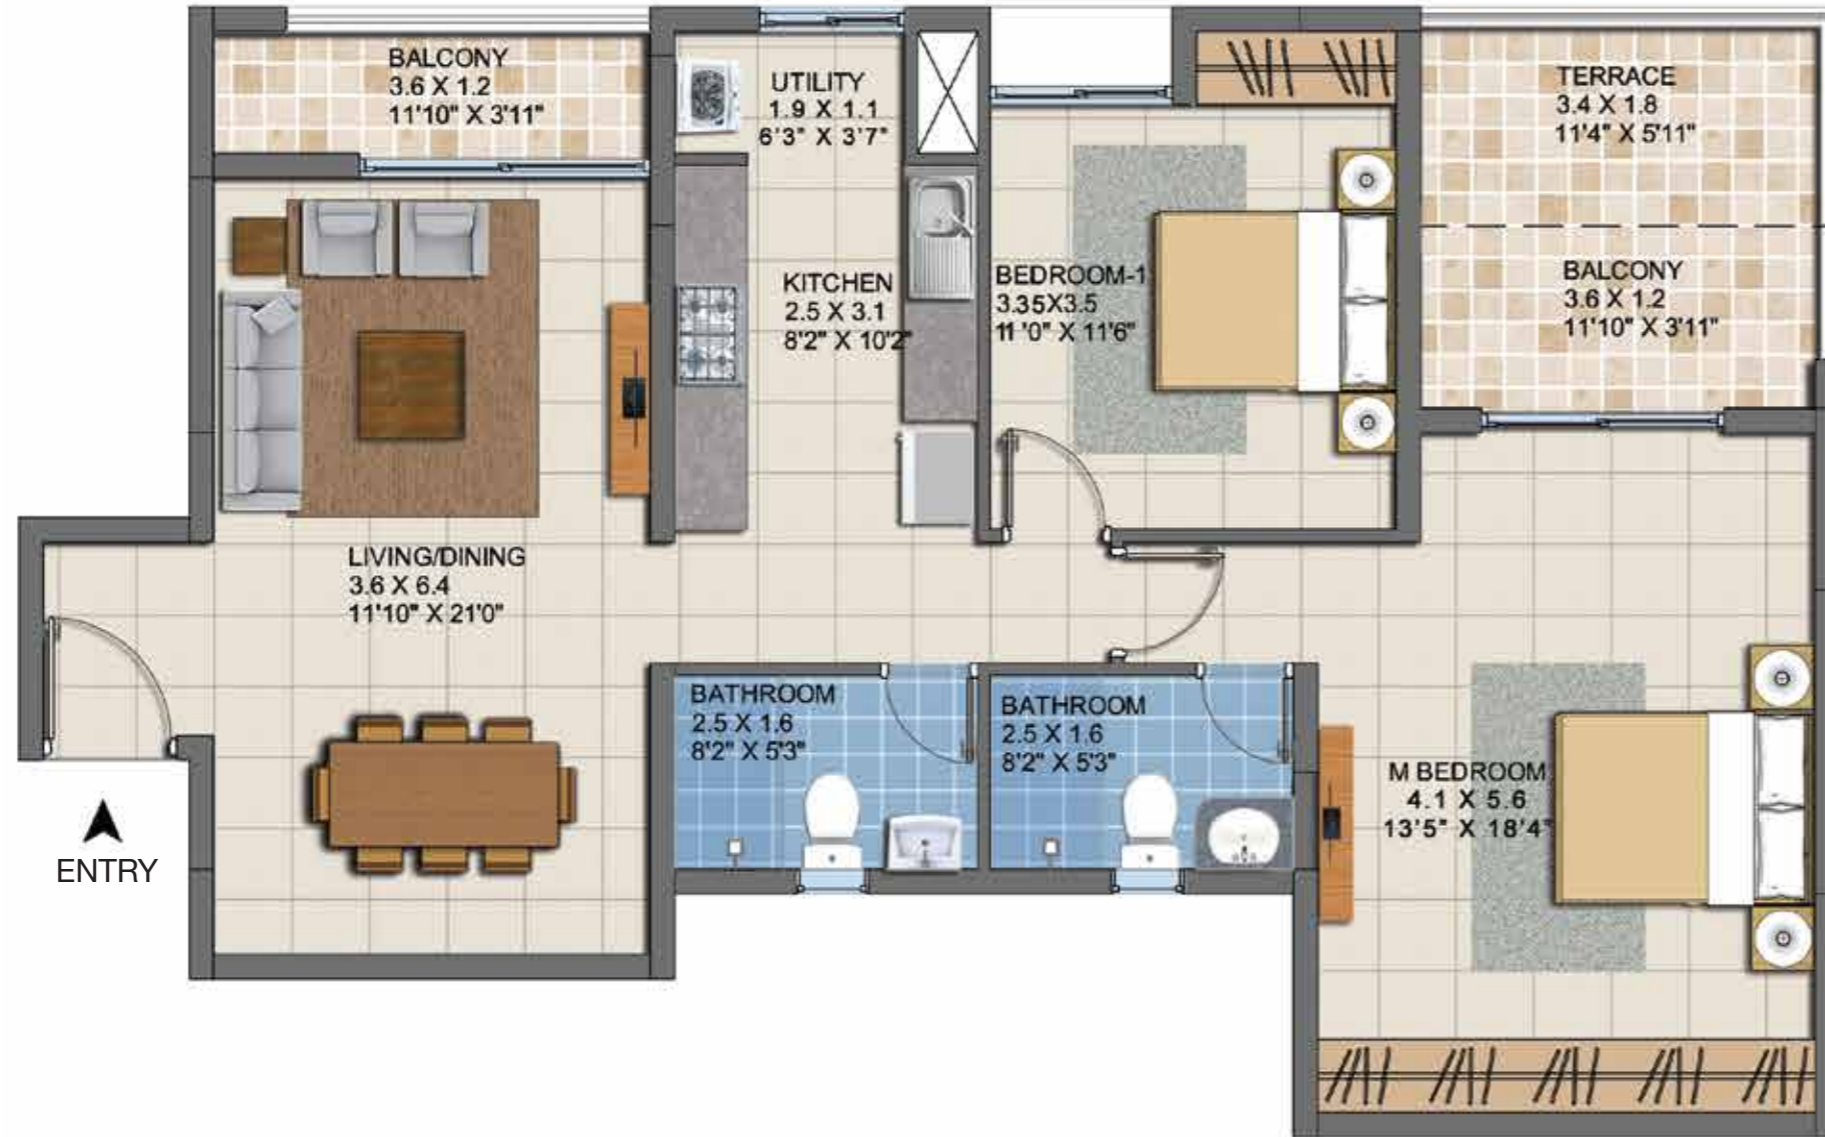 BALCONY
3.6 X 1.2
11'10" X 3'11"
UTILITY
1.9 X 1.1
6'3" X 3'7"
TERRACE
3.4 X 1.8
11'4" X 5'11"
KITCHEN
2.5 X 3.1
8'2" X 10'2"
BEDROOM-1
3.35X3.5
11'0" X 11'6"
BALCONY
3.6 X 1.2
11'10" X 3'11"
LIVING/DINING
3.6 X 6.4
11'10" X 21'0"
BATHROOM
2.5 X 1.6
8'2" X 5'3"
BATHROOM
2.5 X 1.6
8'2" X 5'3"
M BEDROOM
4.1 X 5.6
13'5" X 18'4"
ENTRY